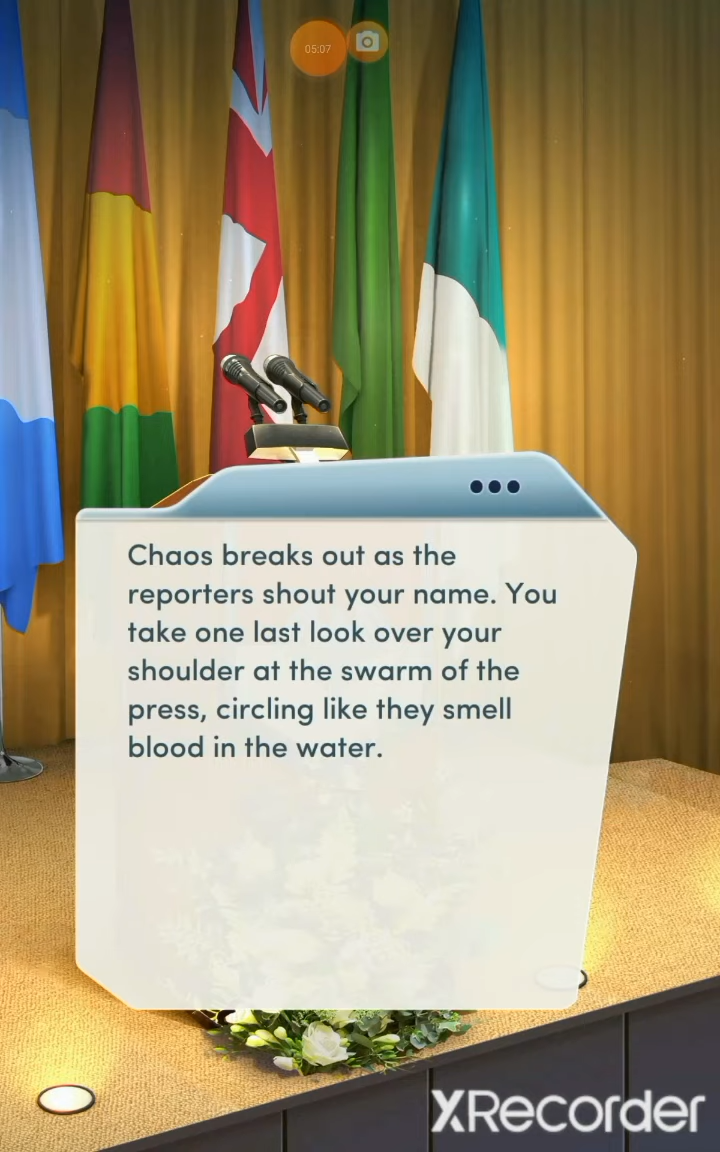 05:07
Chaos breaks out as the
reporters shout your name. You
take one last look over your
shoulder at the swarm of the
press, circling like they smell
blood in the water.
XRecorder